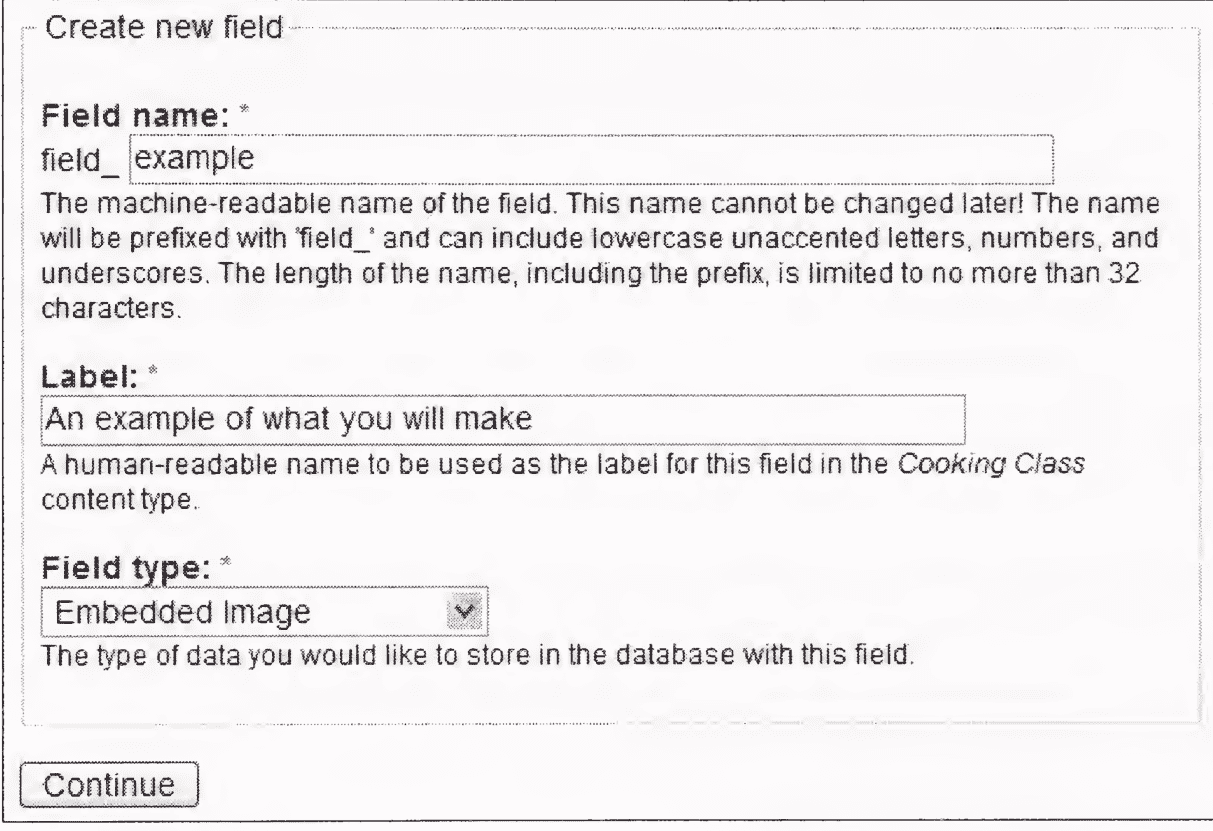 Create new field
Field name: *
field_ example
The machine-readable name of the field. This name cannot be changed later! The name
will be prefixed with 'field_' and can include lowercase unaccented letters, numbers, and
underscores. The length of the name, including the prefix, is limited to no more than 32
characters.
Label: *
An example of what you will make
A human-readable name to be used as the label for this field in the Cooking Class
content type.
Field type: *
Embedded Image
The type of data you would like to store in the database with this field.
Continue